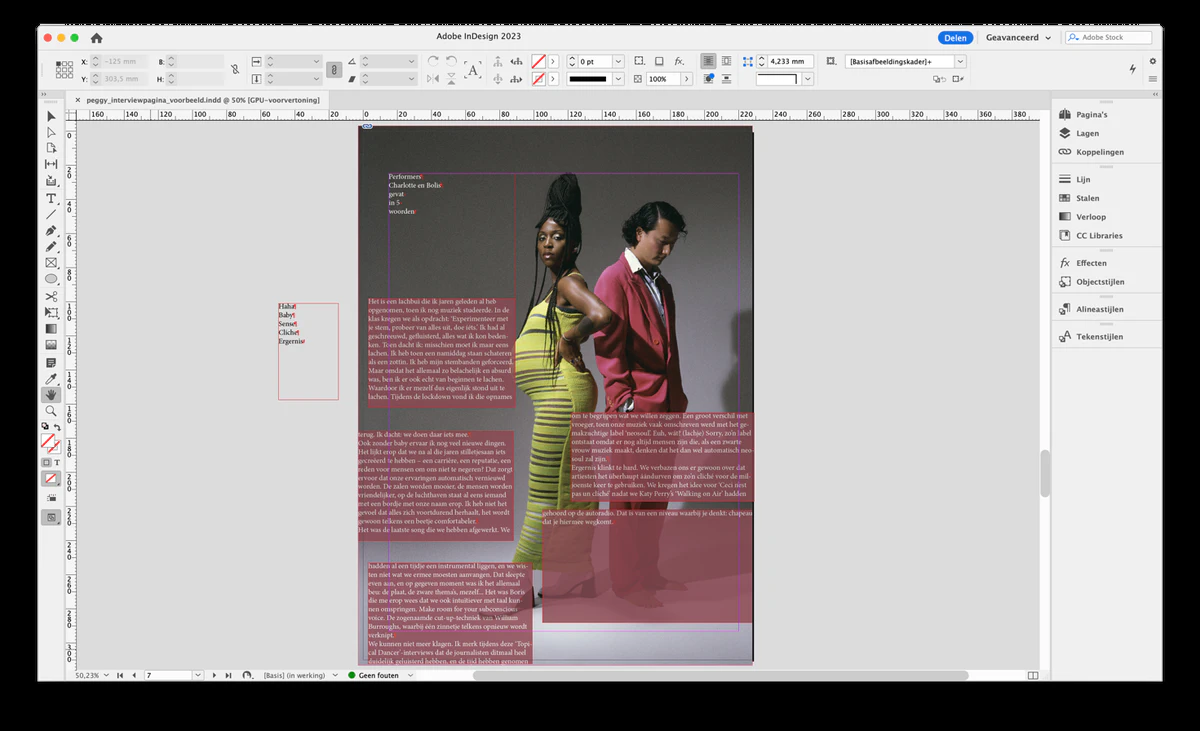 Adobe InDesign 2023
Delen
Geavanceerd
Adobe Stock
X: -125 mm
B:
0 pt
4,233 mm
[Basisafbeeldingskader]+
Y: 303,5 mm
H:
100%
peggy_interviewpagina_voorbeeld.indd @ 50% [GPU-voorvertoning]
160 140 120 100 80 60 40 20 0 20 40 60 80 100 120 140 160 180 200 220 240 260 280 300 320 340 360 380
Performers
Charlotte en Bolis
gevat
in 5
woorden
Haha
Baby
Sense
Cliche
Ergernis
Het is een lachbui die ik jaren geleden al heb
opgenomen, toen ik nog muziek studeerde. In de
klas kregen we als opdracht: 'Experimenteer met
je stem, probeer van alles uit, doe iéts.' Ik had al
geschreeuwd, gefluisterd, alles wat ik kon beden-
ken. Toen dacht ik: misschien moet ik maar eens
lachen. Ik heb toen een namiddag staan schateren
als een zottin. Ik heb mijn stembanden geforceerd.
Maar omdat het allemaal zo belachelijk en absurd
was, ben ik er ook echt van beginnen te lachen.
Waardoor ik er mezelf dus eigenlijk stond uit te
lachen. Tijdens de lockdown voud ik die opnames
terug. Ik dacht: we doen daar iets mee.
Ook zonder baby ervaar ik nog veel nieuwe dingen.
Het lijkt erop dat we nu al die jaren stilletjesaan iets
gecreëerd te hebben – een carrière, een reputatie, een
reden voor mensen om ons niet te negeren? Dat zorgt
ervoor dat onze ervaringen automatisch vernieuwd
worden. De zalen worden mooier, de mensen worden
vriendelijker, op de luchthaven staat al eens iemand
met een bordje met onze naam erop. Ik heb niet het
gevoel dat alles zich voortdurend herhaalt, het wordt
gewoon telkens een beetje comfortabeler.
Het was de laatste song die we hebben afgewerkt. We
hadden al een tijdje een instrumental liggen, en we wis-
ten niet wat we ermee moesten aanvangen. Dat sleepte
even aan, en op gegeven moment was ik het allemaal
beu: de plaat, de zware thema's, mezelf... Het was Boris
die me erop wees dat we ook intuïtiever met taal kun-
nen omspringen. Make room for your subconscious
voice. De zogenaamde cut-up-techniek van William
Burroughs, waarbij één zinnetje telkens opnieuw wordt
verknipt.
We kunnen niet meer klagen. Ik merk tijdens deze 'Topi-
cal Dancer'-interviews dat de journalisten ditmaal heel
duidelijk geluisterd hebben, en de tijd hebben genomen
om te begrijpen wat we willen zeggen. Een groot verschil met
vroeger, toen onze muziek vaak omschreven werd met het ge-
makzuchtige label 'neosoul'. Euh, wát? (lachje) Sorry, zo'n label
ontstaat omdat er nog altijd mensen zijn die, als een zwarte
vrouw muziek maakt, denken dat het dan wel automatisch neo-
soul zal zijn.
Ergernis klinkt te hard. We verbazen ons er gewoon over dat
artiesten het überhaupt aandurven om zo'n cliché voor de mil-
joenste keer te gebruiken. We kregen het idee voor 'Ceci n'est
pas un cliché' nadat we Katy Perry's 'Walking on Air' hadden
gehoord op de autoradio. Dat is van een niveau waarbij je denkt: chapeau
dat je hiermee wegkomt.
Pagina's
Lagen
Koppelingen
Lijn
Stalen
Verloop
CC Libraries
Effecten
Objectstijlen
Alineastijlen
Tekenstijlen
50,23%
7
[Basis] (in werking)
Geen fouten